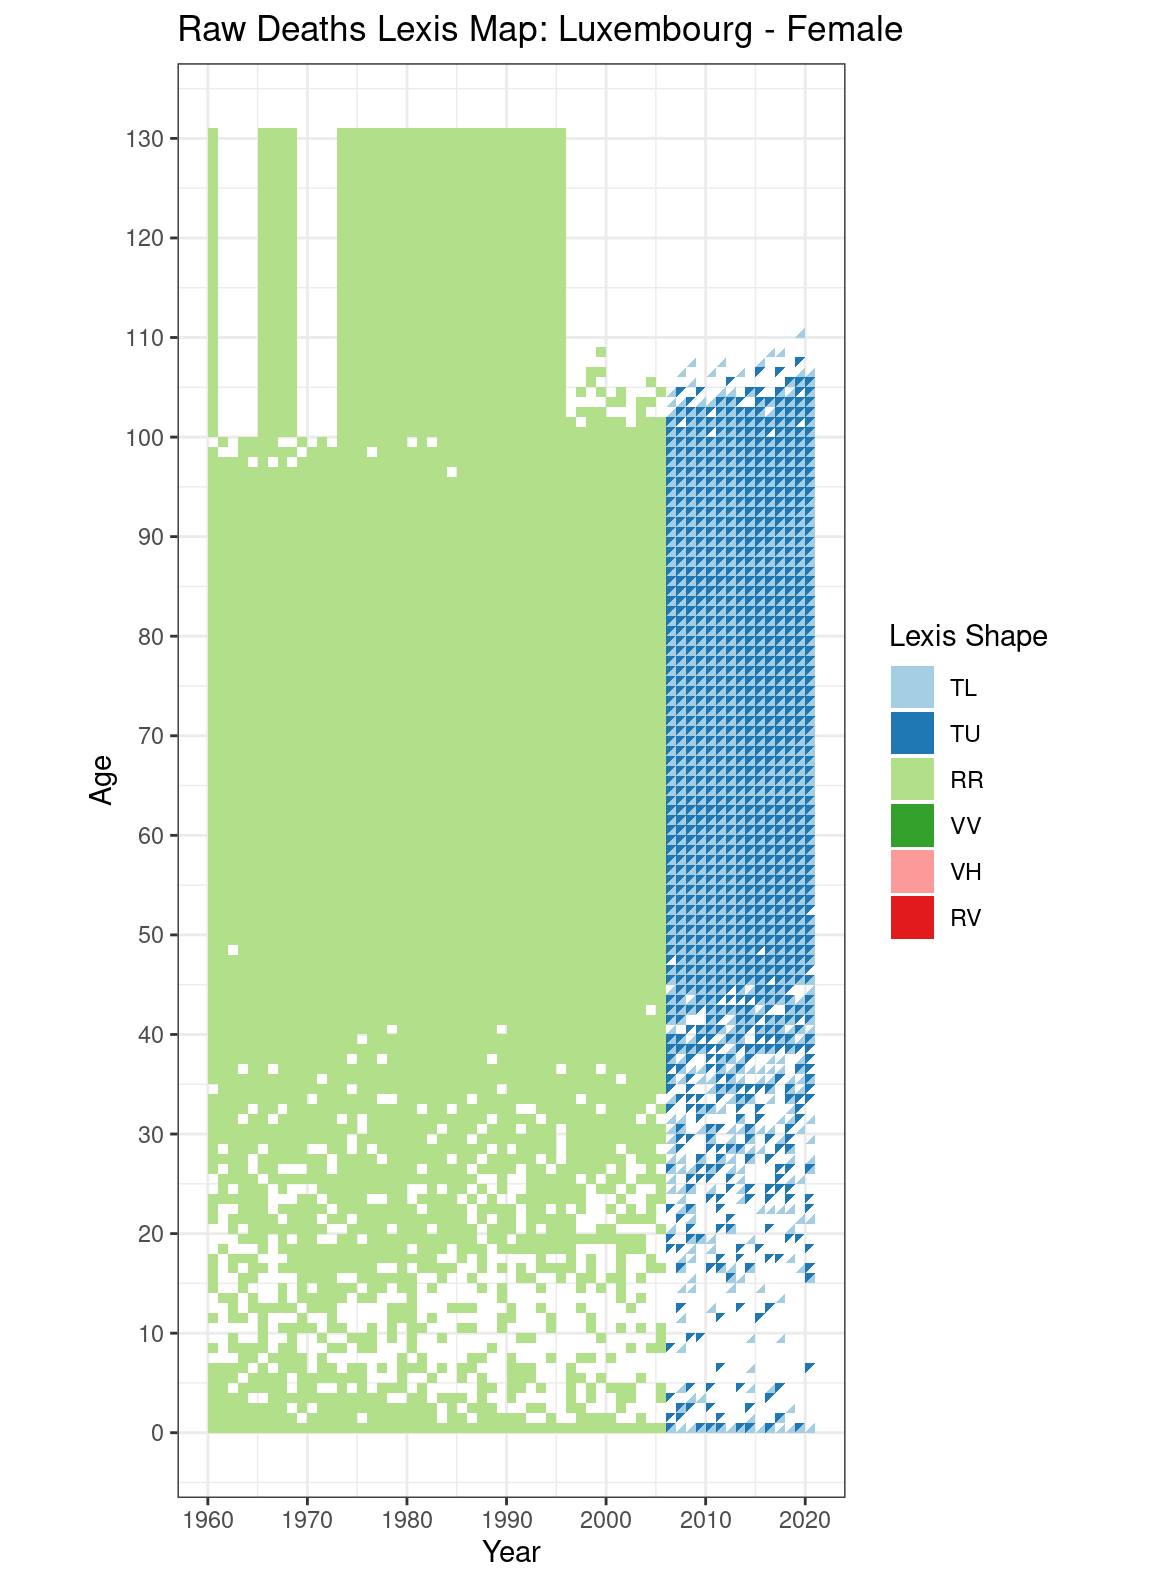 Raw Deaths Lexis Map: Luxembourg - Female
130
120
110
100
90
80
70
60
50
40
30
20
10
0
Age
1960 1970 1980 1990 2000 2010 2020
Year
Lexis Shape
TL
TU
RR
VV
VH
RV